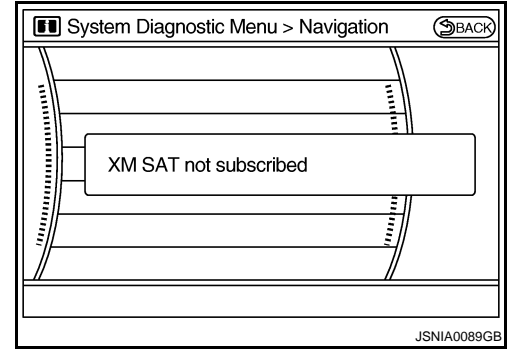 System Diagnostic Menu > Navigation
BACK
XM SAT not subscribed
JSNIA0089GB